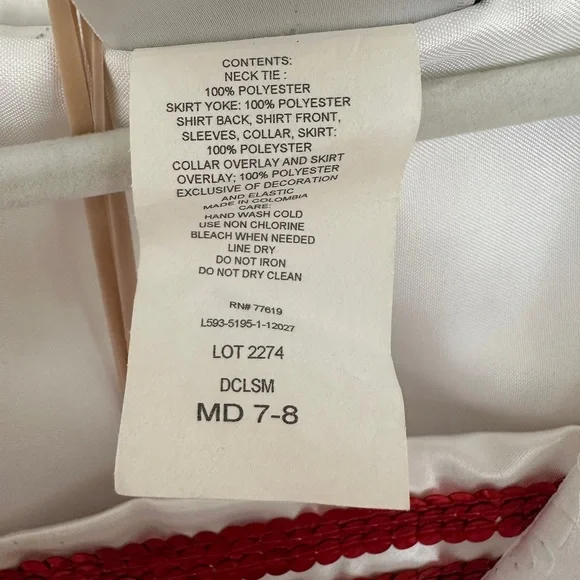 CONTENTS:
NECK TIE :
100% POLYESTER
SKIRT YOKE: 100% POLYESTER
SHIRT BACK, SHIRT FRONT,
SLEEVES, COLLAR, SKIRT:
100% POLEYSTER
COLLAR OVERLAY AND SKIRT
OVERLAY; 100% POLYESTER
EXCLUSIVE OF DECORATION
AND ELASTIC
MADE IN COLOMBIA
CARE:
HAND WASH COLD
USE NON CHLORINE
BLEACH WHEN NEEDED
LINE DRY
DO NOT IRON
DO NOT DRY CLEAN
RN# 77619
L593-5195-1-12027
LOT 2274
DCLSM
MD 7-8